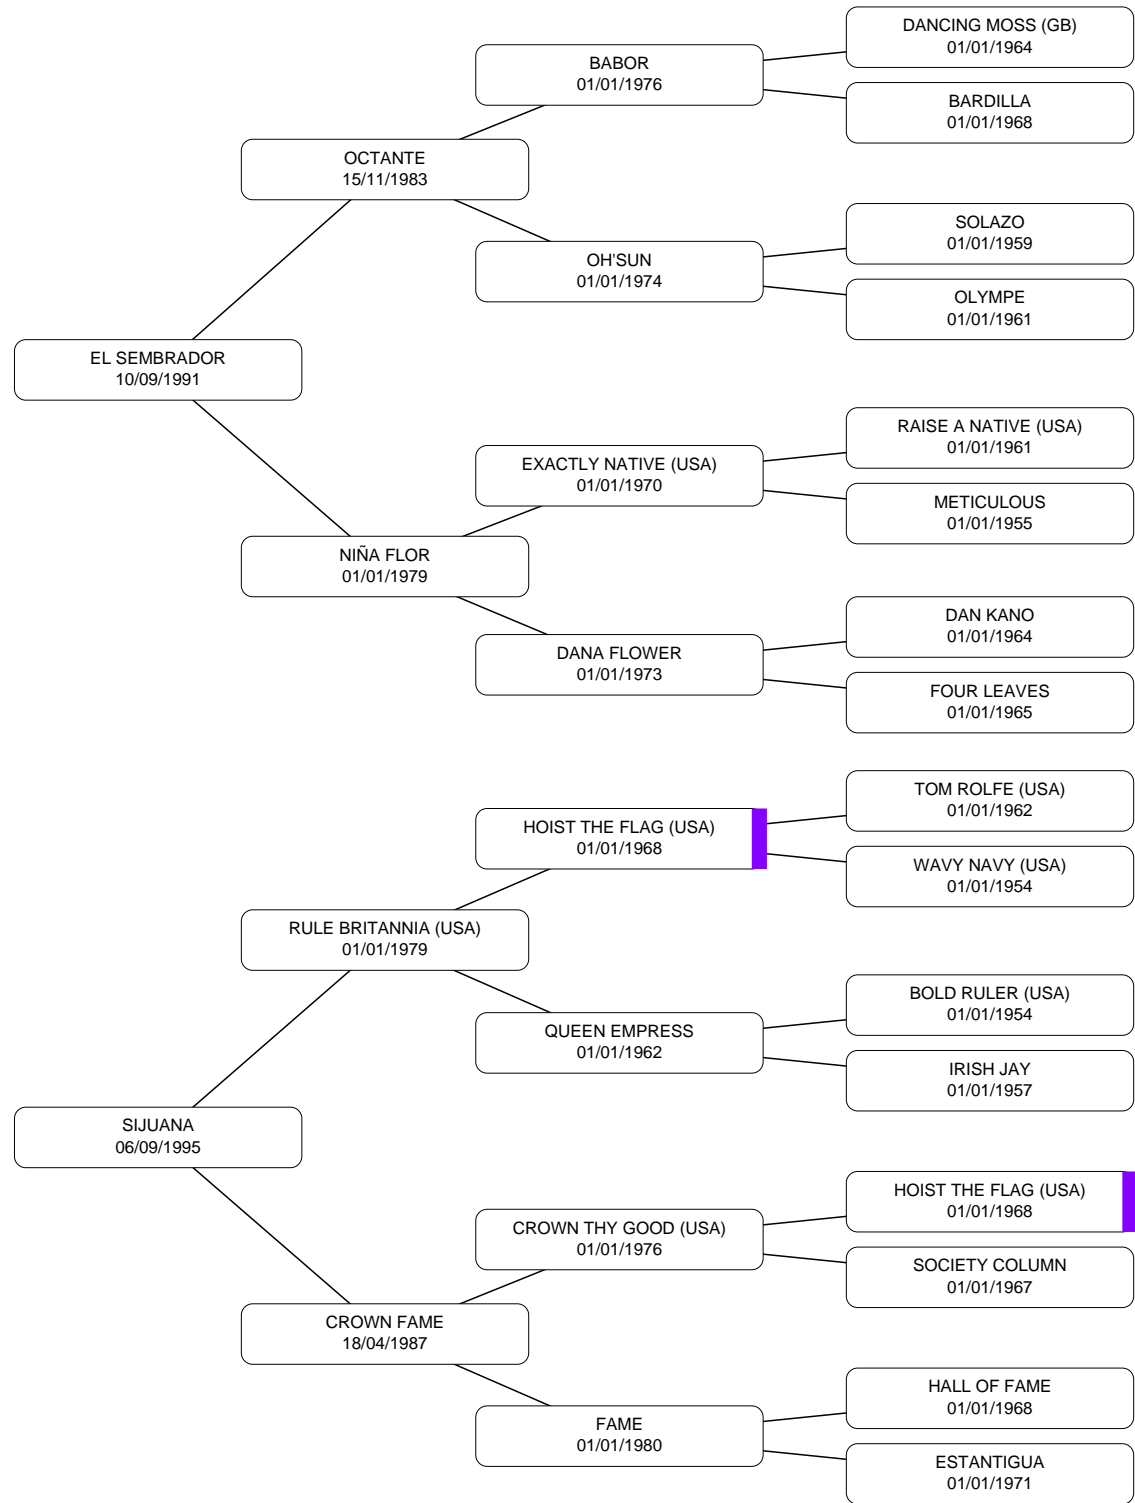 DANCING MOSS (GB)
01/01/1964
BABOR
01/01/1976
BARDILLA
01/01/1968
OCTANTE
15/11/1983
SOLAZO
01/01/1959
OH'SUN
01/01/1974
OLYMPE
01/01/1961
EL SEMBRADOR
10/09/1991
RAISE A NATIVE (USA)
01/01/1961
EXACTLY NATIVE (USA)
01/01/1970
METICULOUS
01/01/1955
NIÑA FLOR
01/01/1979
DAN KANO
01/01/1964
DANA FLOWER
01/01/1973
FOUR LEAVES
01/01/1965
TOM ROLFE (USA)
01/01/1962
HOIST THE FLAG (USA)
01/01/1968
WAVY NAVY (USA)
01/01/1954
RULE BRITANNIA (USA)
01/01/1979
BOLD RULER (USA)
01/01/1954
QUEEN EMPRESS
01/01/1962
IRISH JAY
01/01/1957
SIJUANA
06/09/1995
HOIST THE FLAG (USA)
01/01/1968
CROWN THY GOOD (USA)
01/01/1976
SOCIETY COLUMN
01/01/1967
CROWN FAME
18/04/1987
HALL OF FAME
01/01/1968
FAME
01/01/1980
ESTANTIGUA
01/01/1971